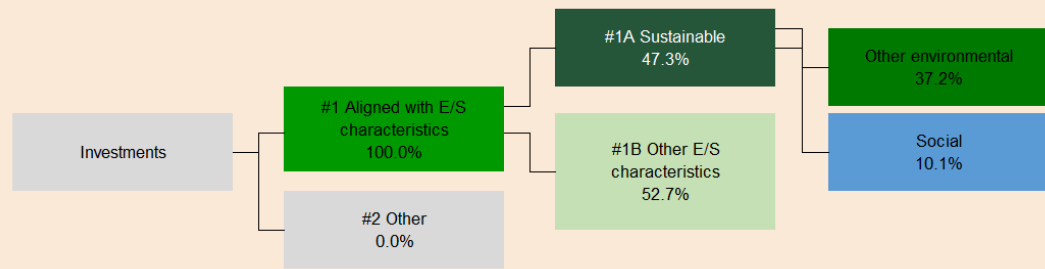 Investments
#1 Aligned with E/S
characteristics
100.0%
#2 Other
0.0%
#1A Sustainable
47.3%
#1B Other E/S
characteristics
52.7%
Other environmental
37.2%
Social
10.1%